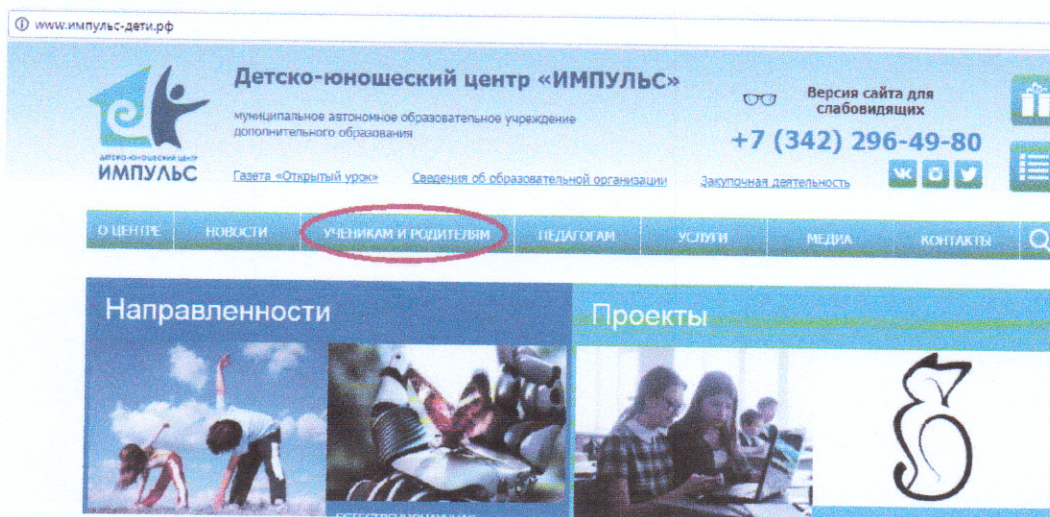 www.импульс-дети.рф
Детско-юношеский центр «ИМПУЛЬС»
муниципальное автономное образовательное учреждение
дополнительного образования
Версия сайта для
слабовидящих
+7 (342) 296-49-80
ДЕТСКО-ЮНОШЕСКИЙ ЦЕНТР
ИМПУЛЬС
Газета «Открытый урок» Сведения об образовательной организации Закупочная деятельность
О ЦЕНТРЕ НОВОСТИ УЧЕНИКАМ И РОДИТЕЛЯМ ПЕДАГОГАМ УСЛУГИ МЕДИА КОНТАКТЫ
Направленности Проекты